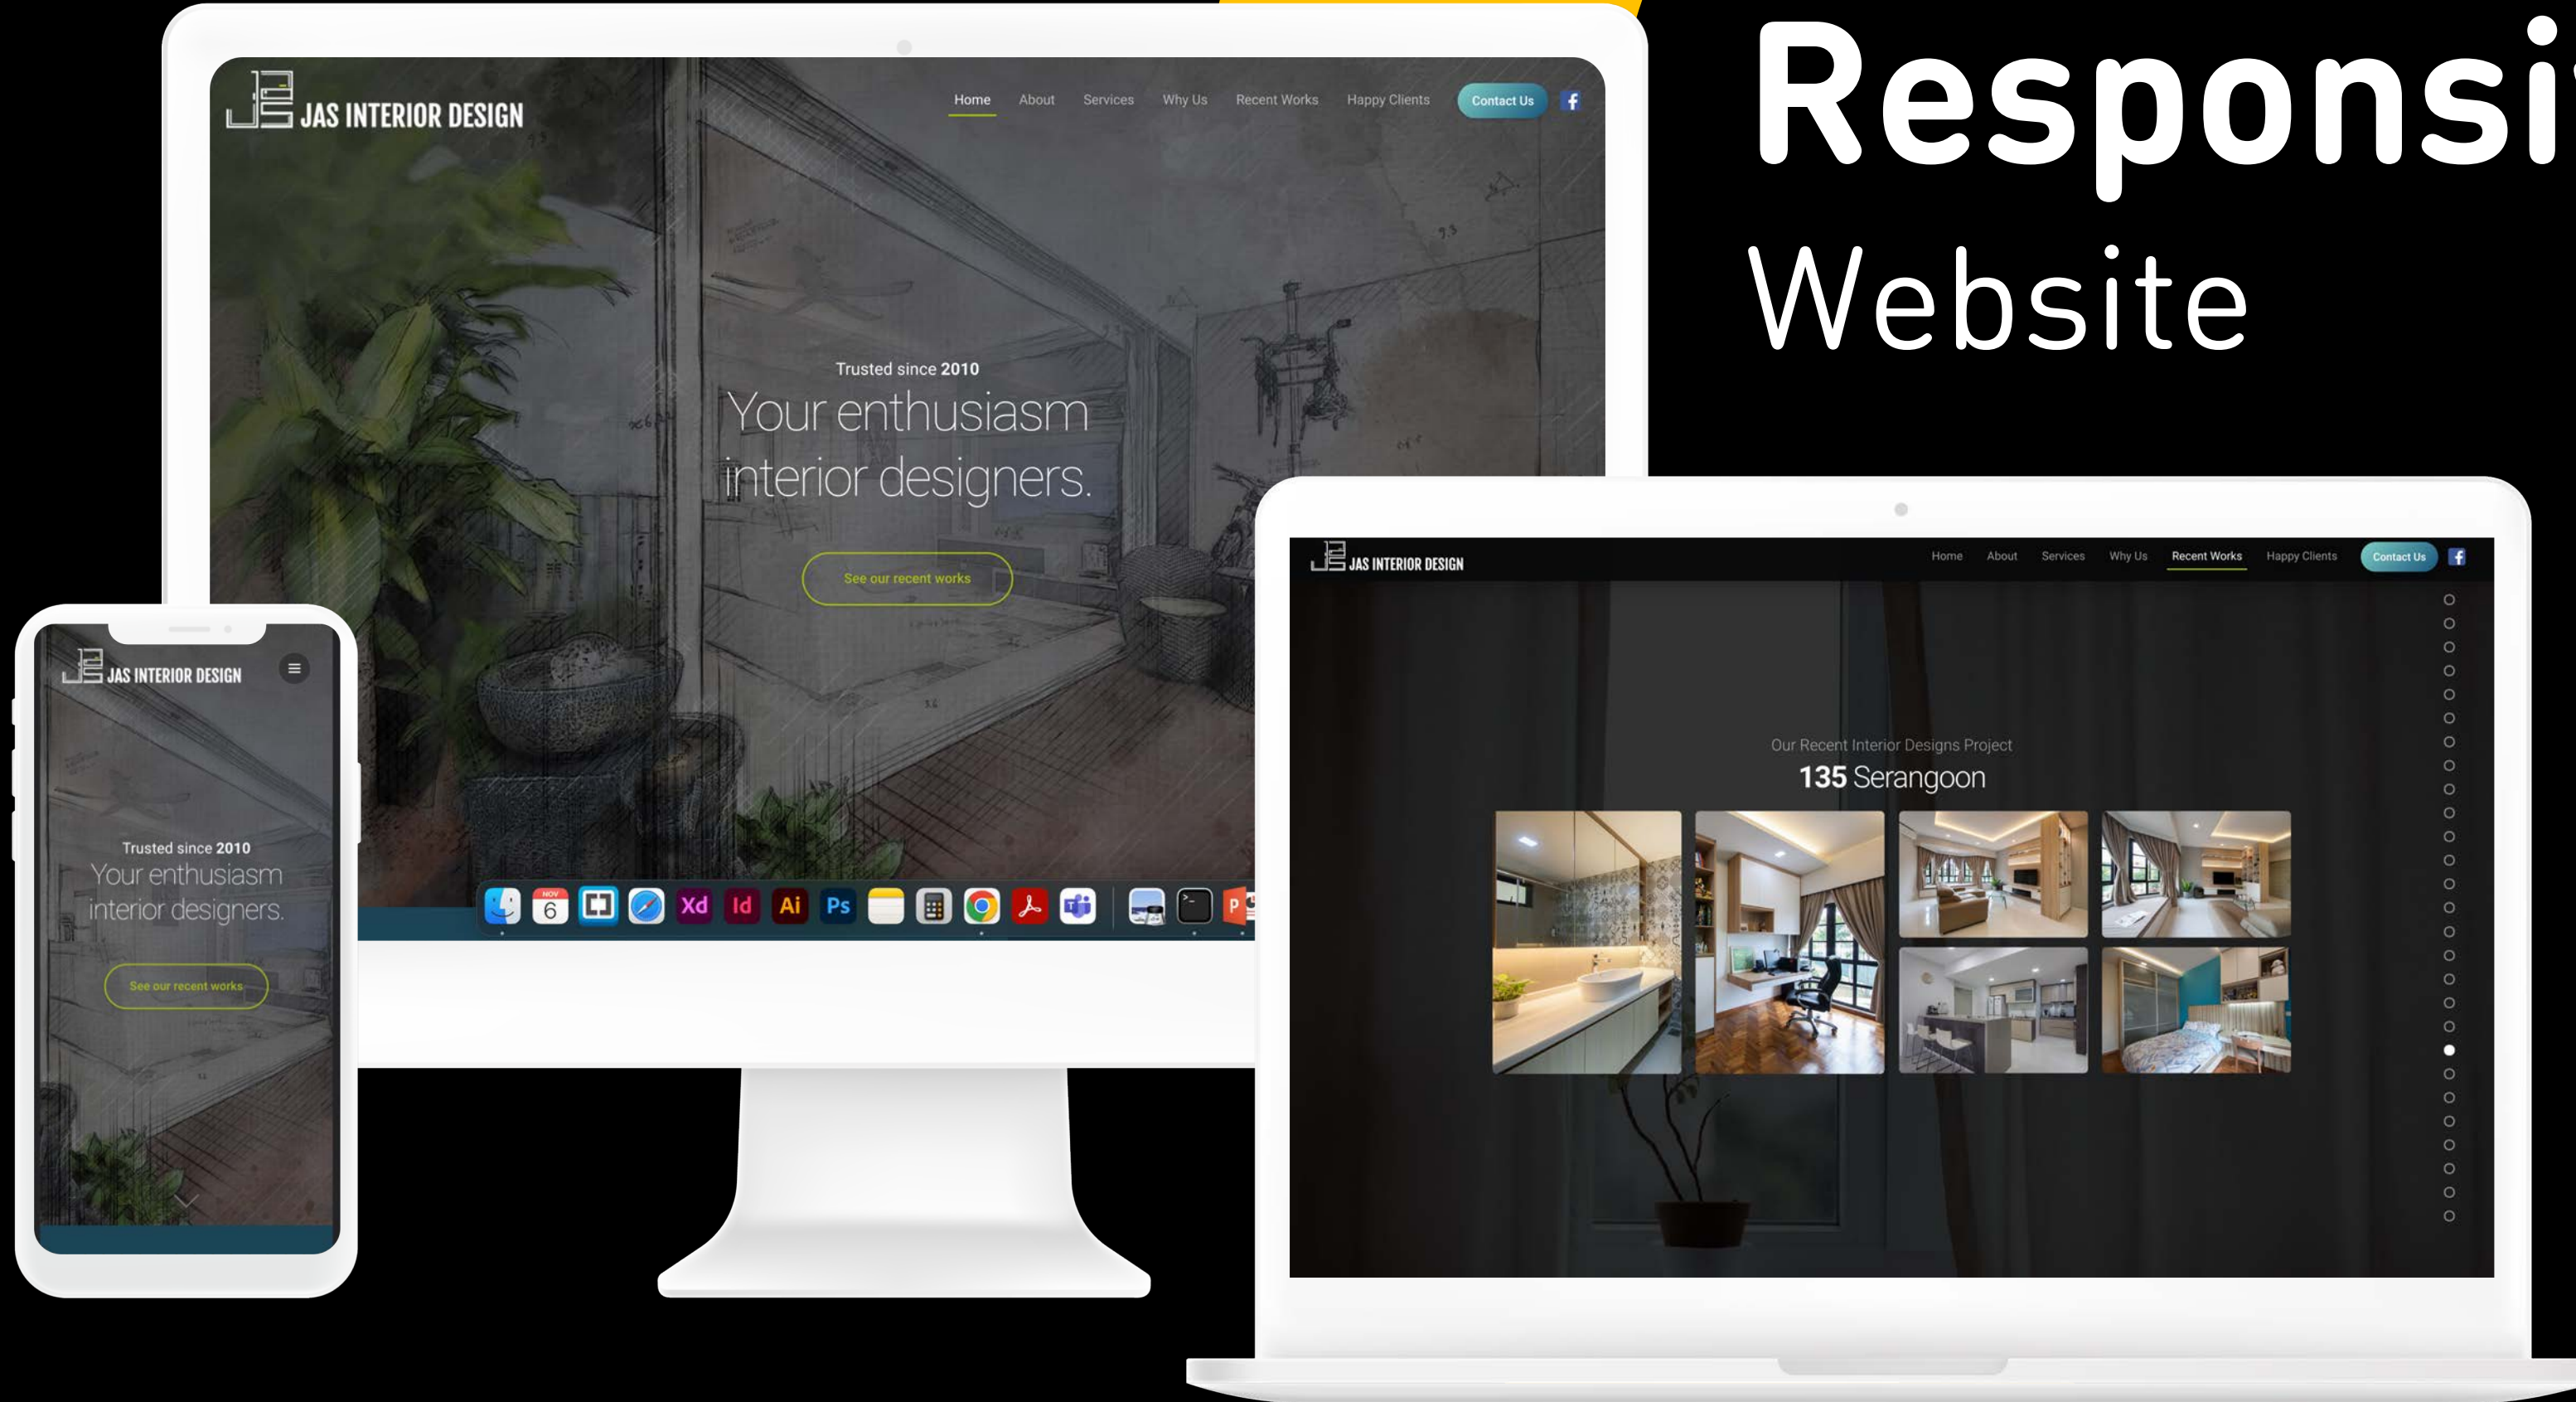 Responsi
Website
JAS INTERIOR DESIGN
Home About Services Why Us Recent Works Happy Clients Contact Us f
Trusted since 2010
Your enthusiasm
interior designers.
See our recent works
NOV
6
Xd Id Ai Ps T P
JAS INTERIOR DESIGN
Trusted since 2010
Your enthusiasm
interior designers.
See our recent works
JAS INTERIOR DESIGN
Home About Services Why Us Recent Works Happy Clients Contact Us f
Our Recent Interior Designs Project
135 Serangoon